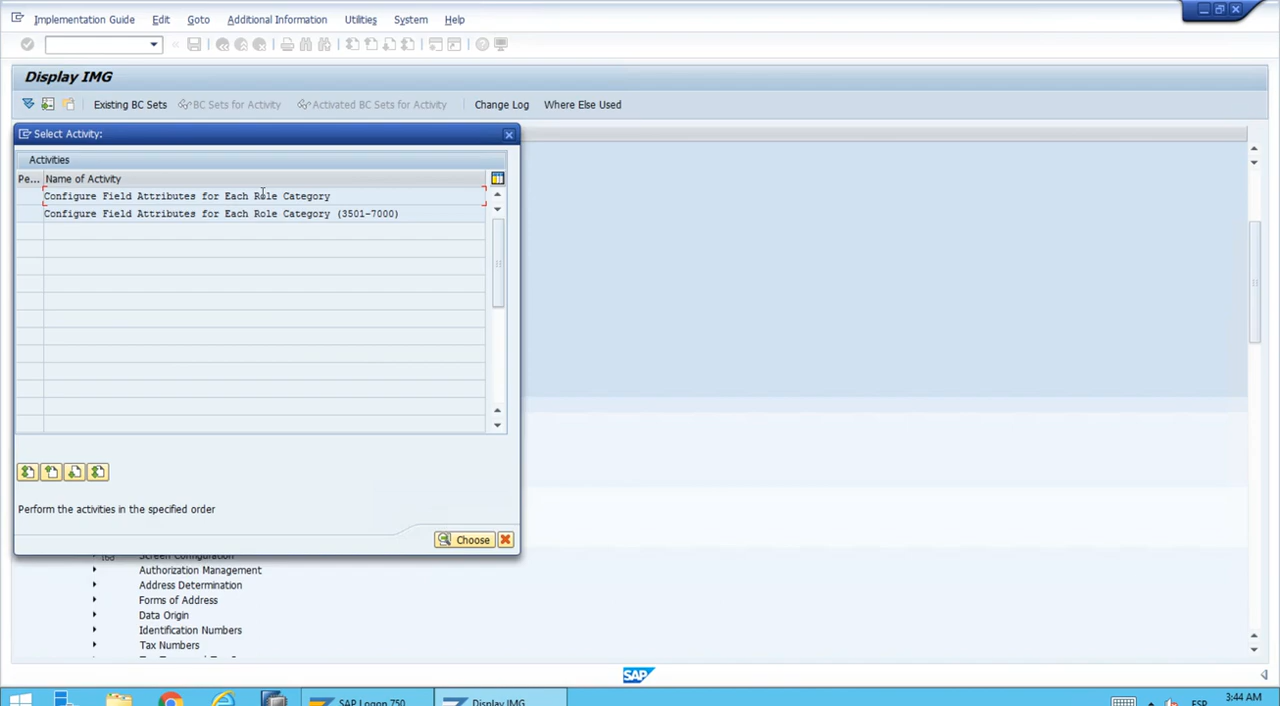 Implementation Guide Edit Goto Additional Information Utilities System Help
Display IMG
Existing BC Sets BC Sets for Activity Activated BC Sets for Activity Change Log Where Else Used
Select Activity:
Activities
Pe... Name of Activity
Configure Field Attributes for Each Role Category
Configure Field Attributes for Each Role Category (3501-7000)
Perform the activities in the specified order
Choose
Screen Configuration
Authorization Management
Address Determination
Forms of Address
Data Origin
Identification Numbers
Tax Numbers
SAP
SAP Logon 750 Display IMG ESP 3:44 AM